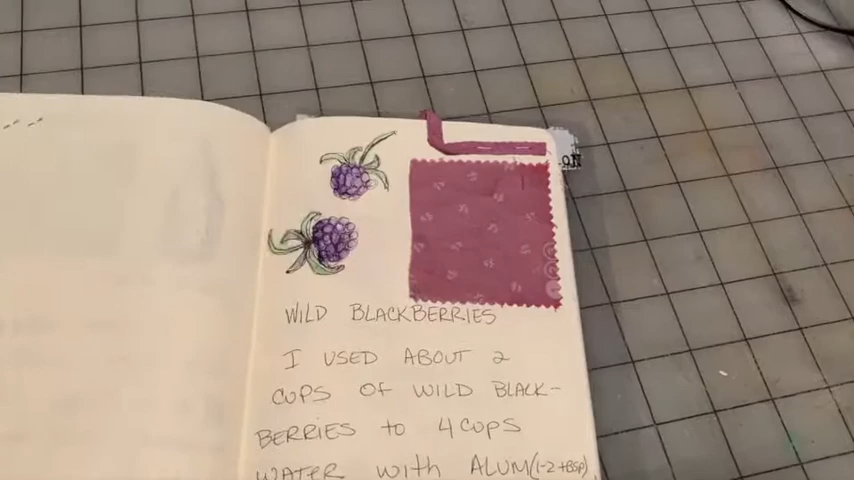 ON
WILD BLACKBERRIES
I USED ABOUT 2
CUPS OF WILD BLACK-
BERRIES TO 4 CUPS
WATER WITH ALUM (1-2 TBSP)